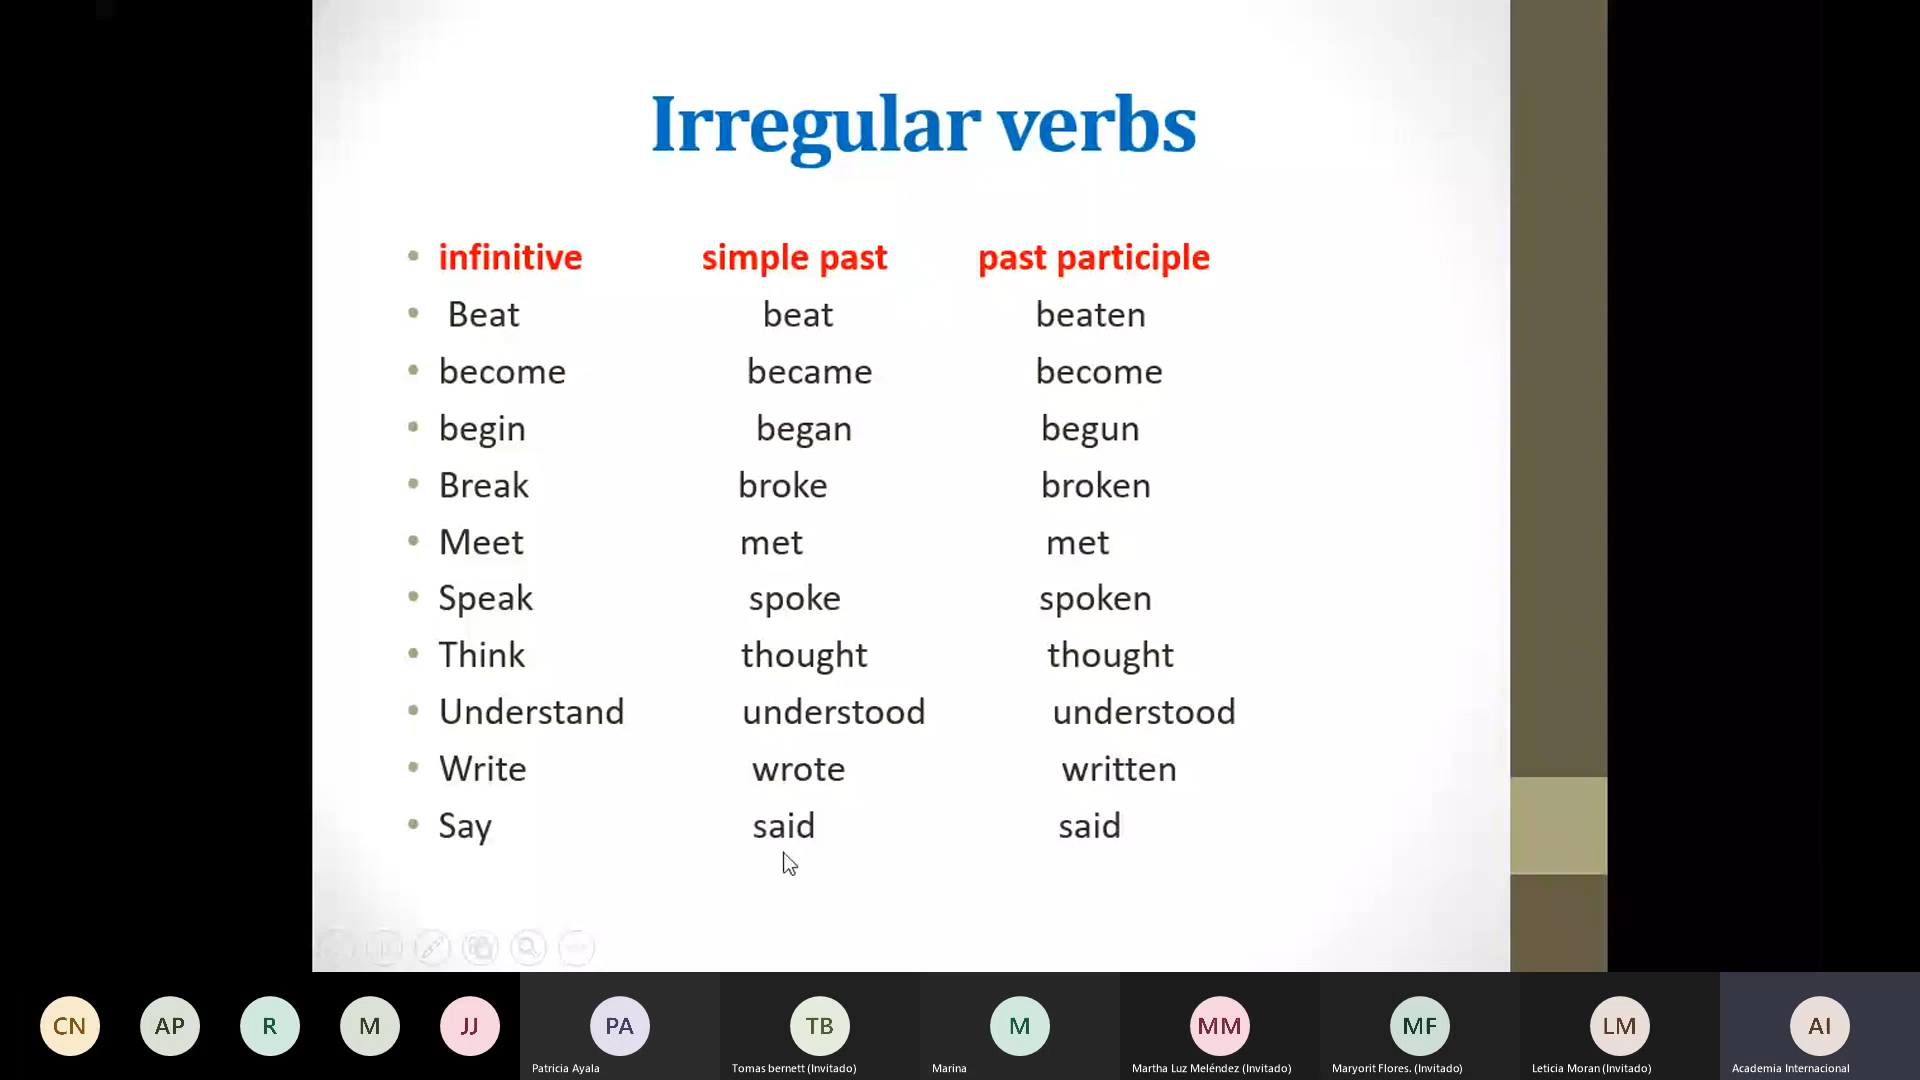 Irregular verbs
• infinitive simple past past participle
• Beat beat beaten
• become became become
• begin began begun
• Break broke broken
• Meet met met
• Speak spoke spoken
• Think thought thought
• Understand understood understood
• Write wrote written
• Say said said
CN AP R M JJ PA TB M MM MF LM AI
Patricia Ayala Tomas bernett (Invitado) Marina Martha Luz Meléndez (Invitado) Maryorit Flores. (Invitado) Leticia Moran (Invitado) Academia Internacional